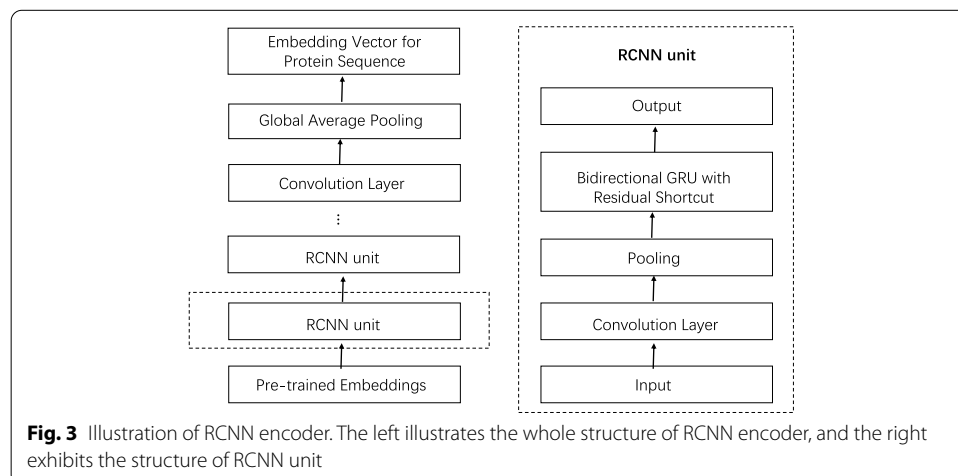 Embedding Vector for
Protein Sequence
Global Average Pooling
Convolution Layer
...
RCNN unit
RCNN unit
Pre-trained Embeddings
RCNN unit
Output
Bidirectional GRU with
Residual Shortcut
Pooling
Convolution Layer
Input
Fig. 3 Illustration of RCNN encoder. The left illustrates the whole structure of RCNN encoder, and the right
exhibits the structure of RCNN unit